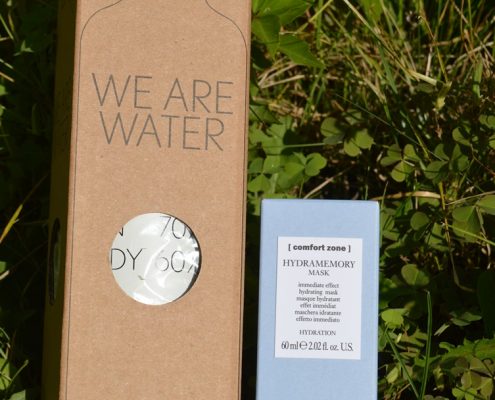 WE ARE
WATER
70%
DY_ 60%
[ comfort zone ]
HYDRAMEMORY
MASK
immediate effect
hydrating mask
masque hydratant
effet immédiat
maschera idratante
effetto immediato
HYDRATION
60 ml ℮ 2.02 fl. oz. U.S.